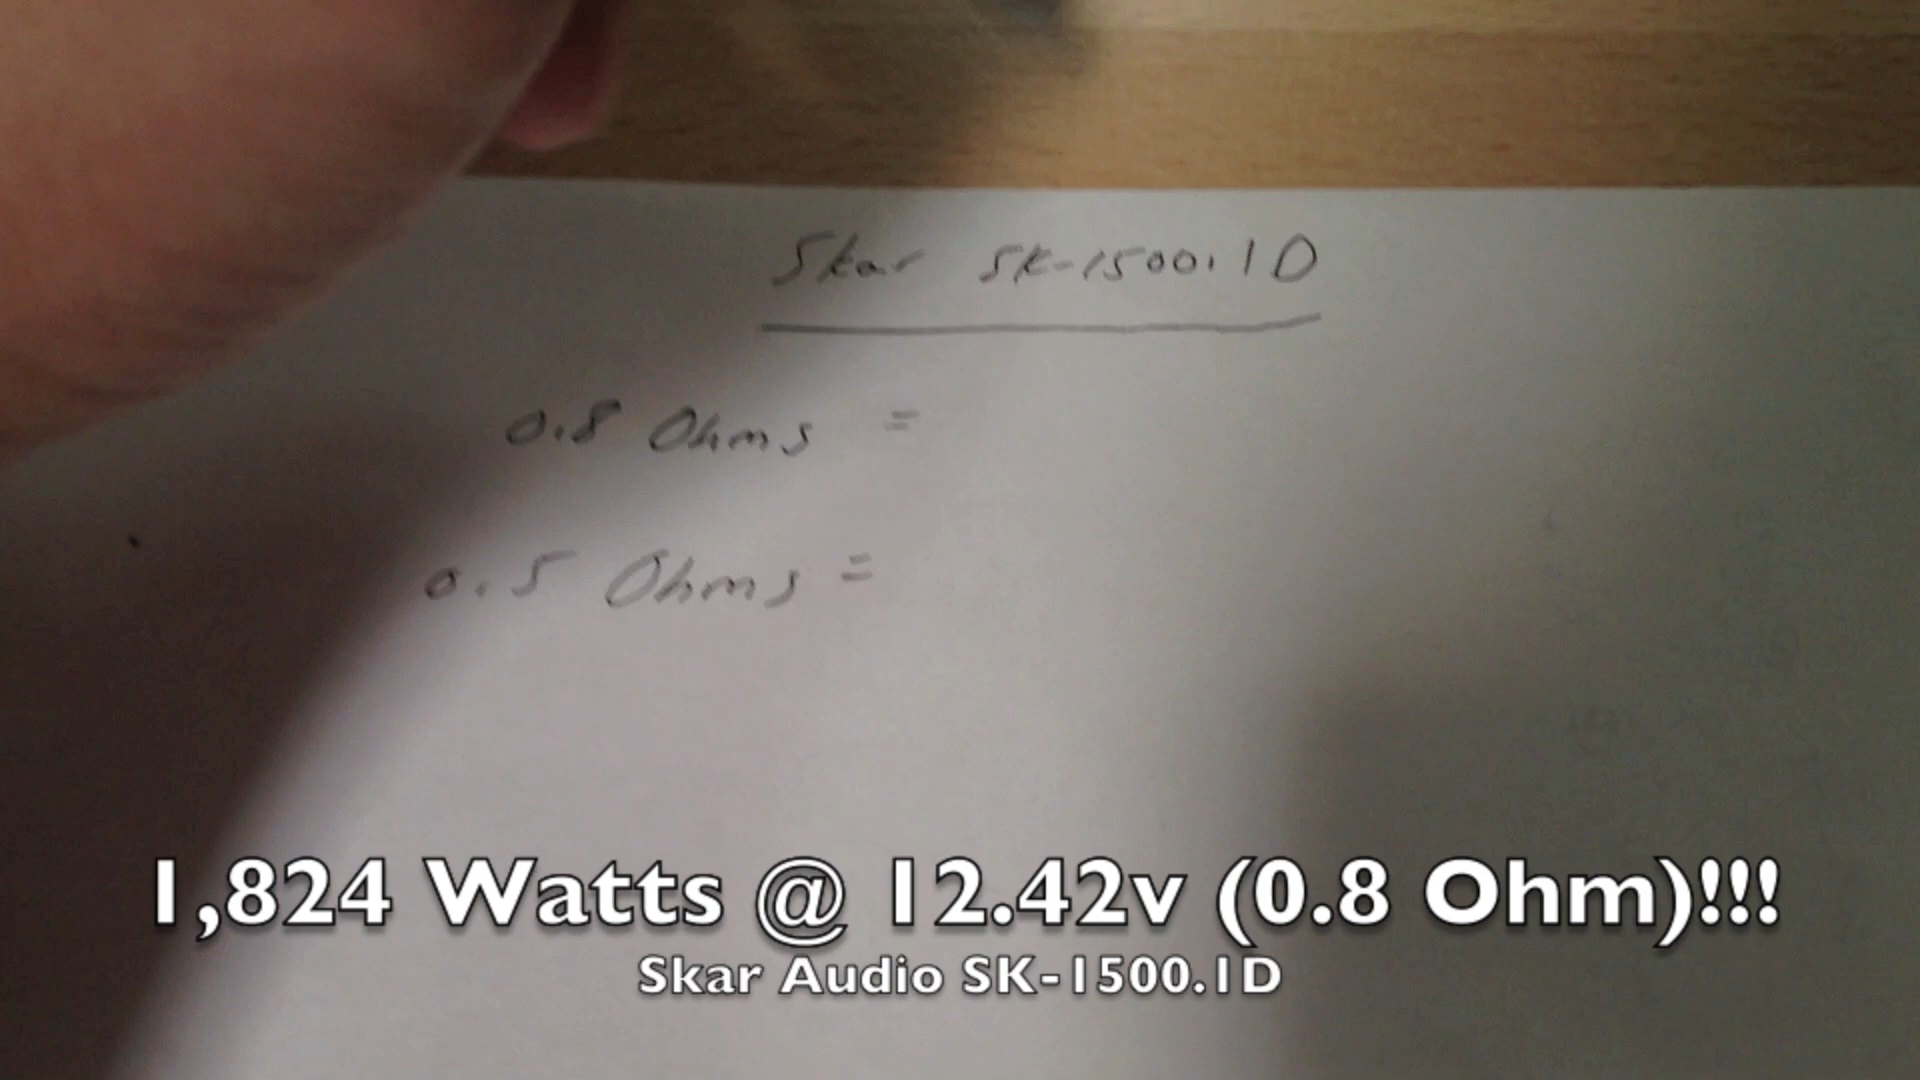 Skar SK-1500.1D
0.8 Ohms =
0.5 Ohms =
1,824 Watts @ 12.42v (0.8 Ohm)!!!
Skar Audio SK-1500.1D